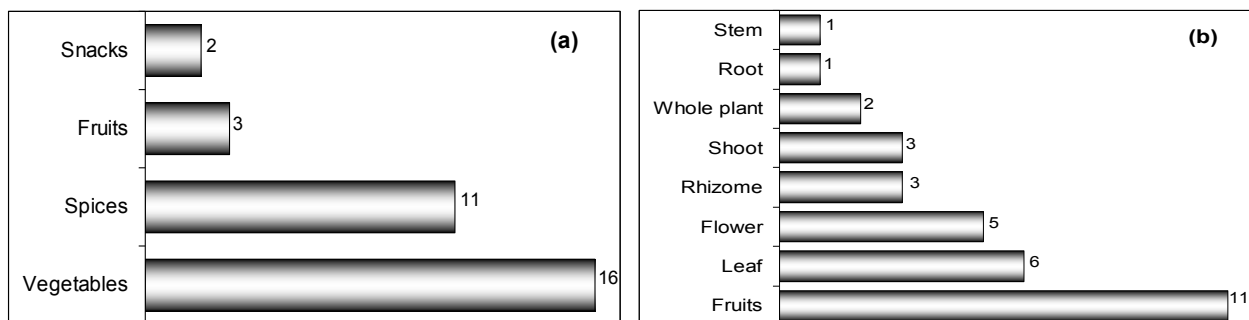 (a)
Snacks 2
Fruits 3
Spices 11
Vegetables 16
(b)
Stem 1
Root 1
Whole plant 2
Shoot 3
Rhizome 3
Flower 5
Leaf 6
Fruits 11